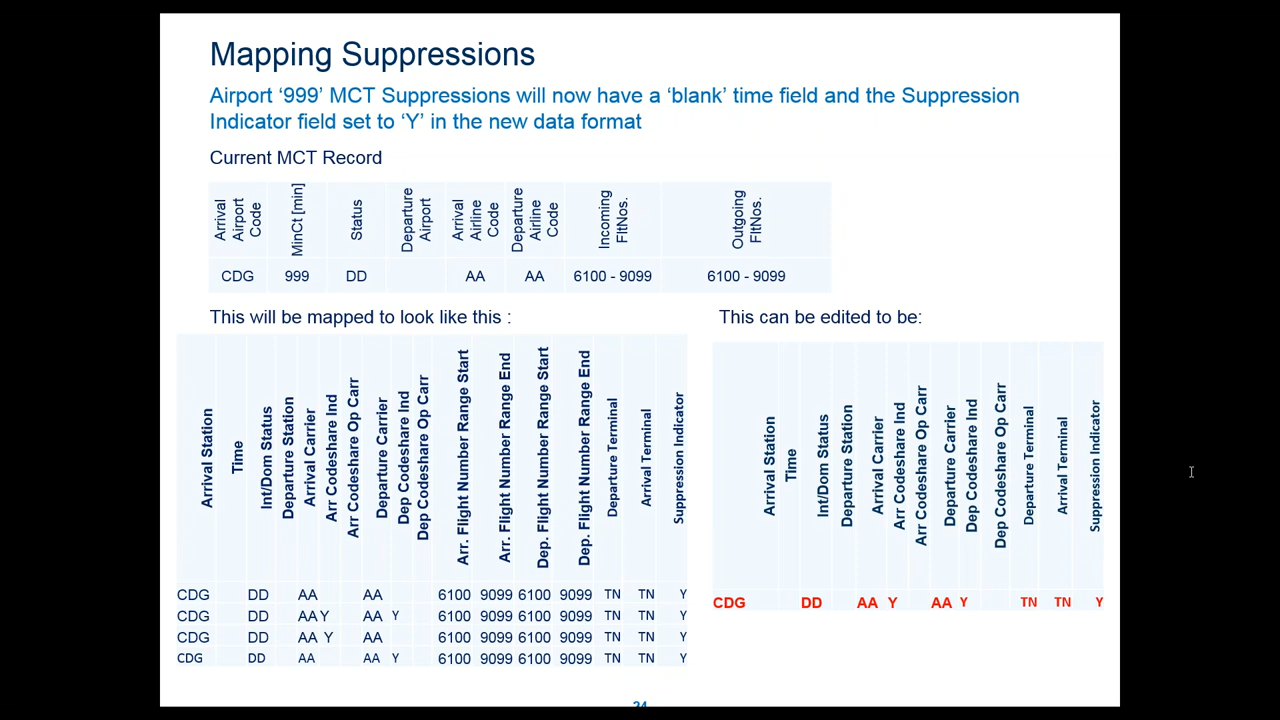 Mapping Suppressions
Airport ‘999’ MCT Suppressions will now have a ‘blank’ time field and the Suppression
Indicator field set to ‘Y’ in the new data format
Current MCT Record
Arrival Airport Code MinCt [min] Status Departure Airport Arrival Airline Code Departure Airline Code Incoming FltNos. Outgoing FltNos.
CDG 999 DD AA AA 6100 - 9099 6100 - 9099
This will be mapped to look like this :
Arrival Station Time Int/Dom Status Departure Station Arrival Carrier Arr Codeshare Ind Arr Codeshare Op Carr Departure Carrier Dep Codeshare Ind Dep Codeshare Op Carr Arr. Flight Number Range Start Arr. Flight Number Range End Dep. Flight Number Range Start Dep. Flight Number Range End Departure Terminal Arrival Terminal Suppression Indicator
CDG DD AA AA 6100 9099 6100 9099 TN TN Y
CDG DD AA Y AA Y 6100 9099 6100 9099 TN TN Y
CDG DD AA Y AA 6100 9099 6100 9099 TN TN Y
CDG DD AA AA Y 6100 9099 6100 9099 TN TN Y
This can be edited to be:
Arrival Station Time Int/Dom Status Departure Station Arrival Carrier Arr Codeshare Ind Arr Codeshare Op Carr Departure Carrier Dep Codeshare Ind Dep Codeshare Op Carr Departure Terminal Arrival Terminal Suppression Indicator
CDG DD AA Y AA Y TN TN Y
24